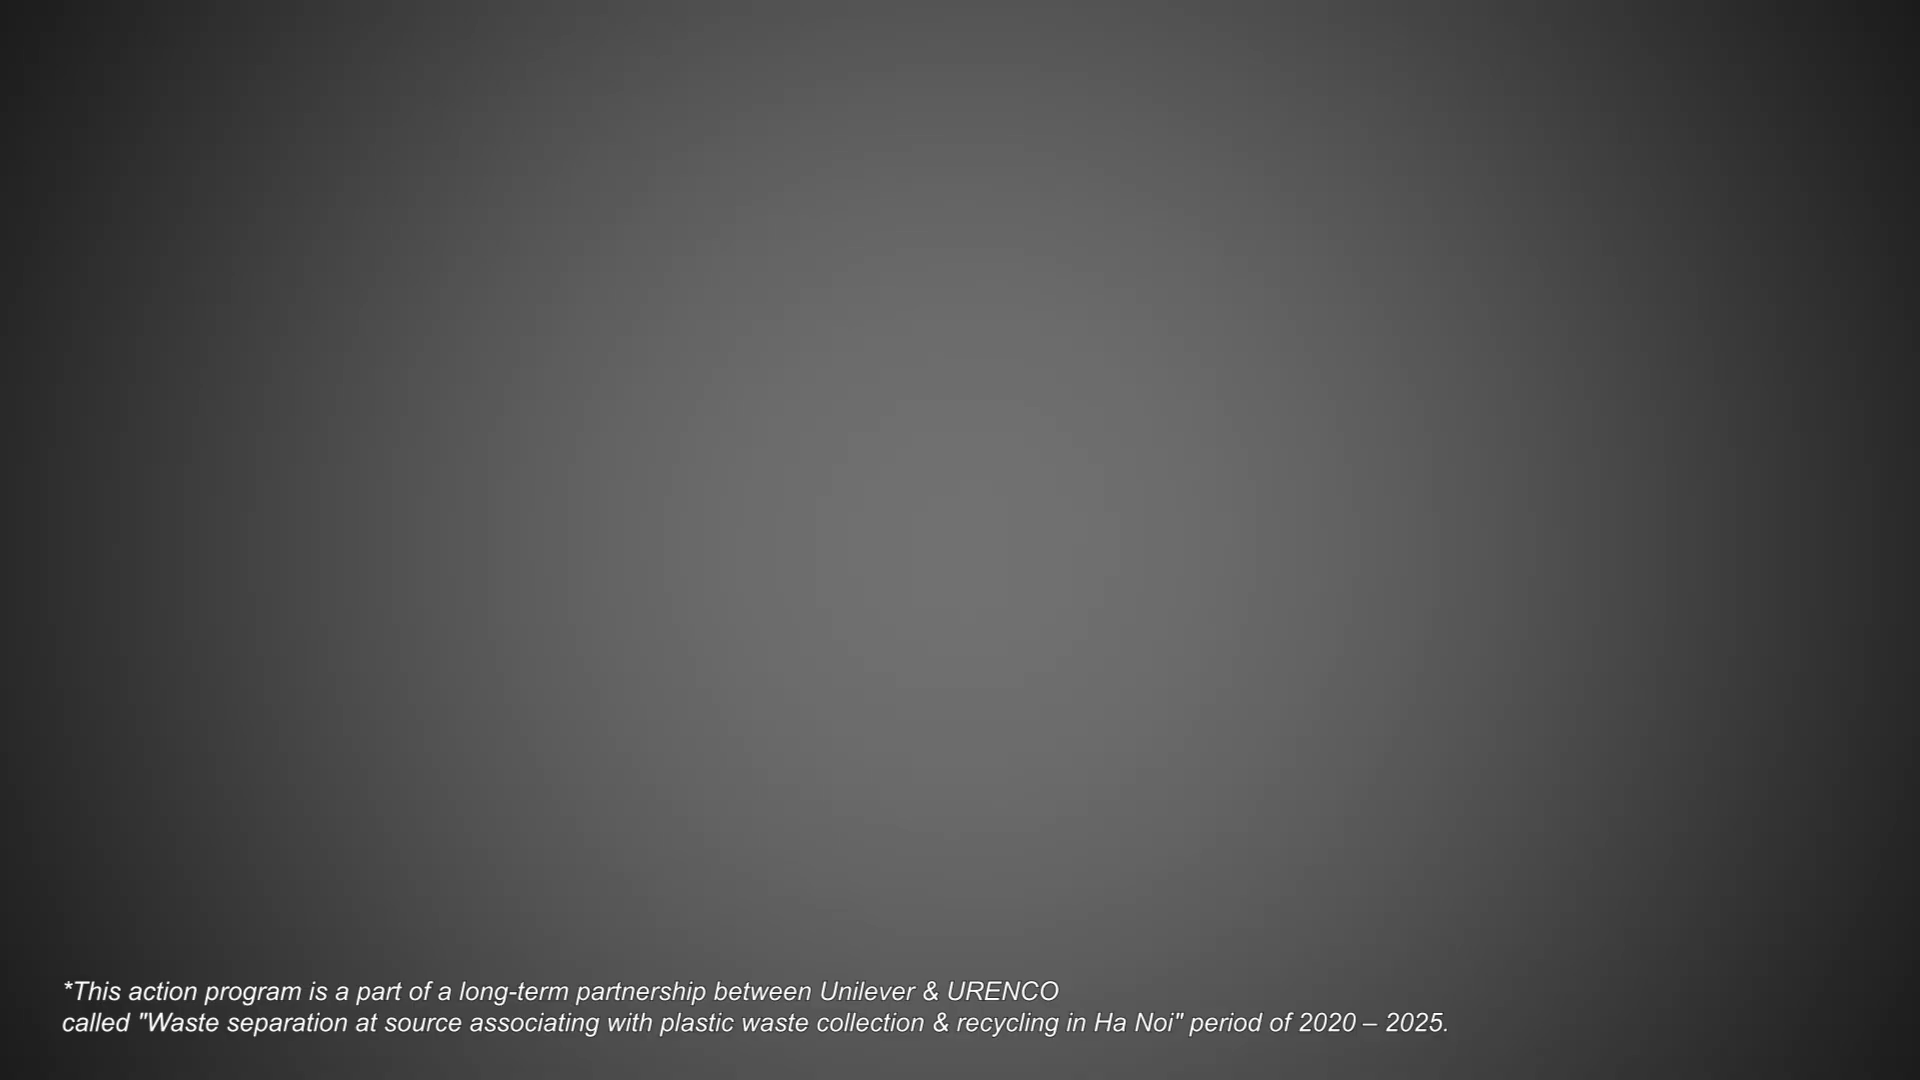 *This action program is a part of a long-term partnership between Unilever & URENCO
called "Waste separation at source associating with plastic waste collection & recycling in Ha Noi" period of 2020 – 2025.